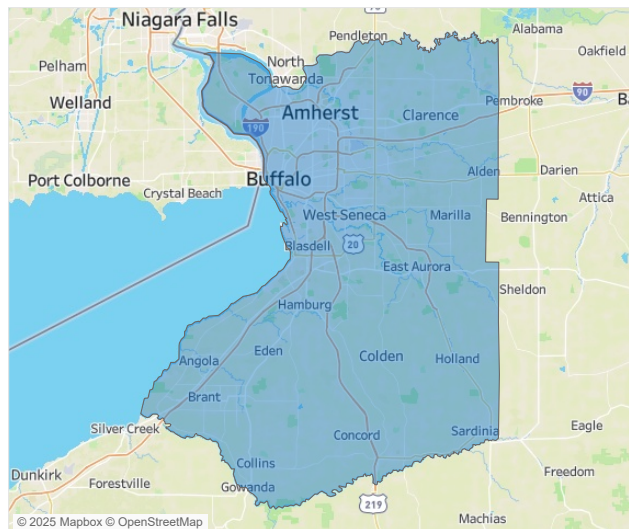 90
Niagara Falls
Pendleton
Alabama
North
Tonawanda
Oakfield
Pelham
90
Welland
Amherst
Clarence
Pembroke
Ba
190
Port Colborne
Buffalo
Alden
Darien
Crystal Beach
Attica
West Seneca
Marilla
Bennington
Blasdell
20
East Aurora
Sheldon
Hamburg
Angola
Eden
Colden
Holland
Brant
Silver Creek
Concord
Sardinia
Eagle
Dunkirk
Collins
Freedom
Forestville
Gowanda
219
Machias
© 2025 Mapbox © OpenStreetMap